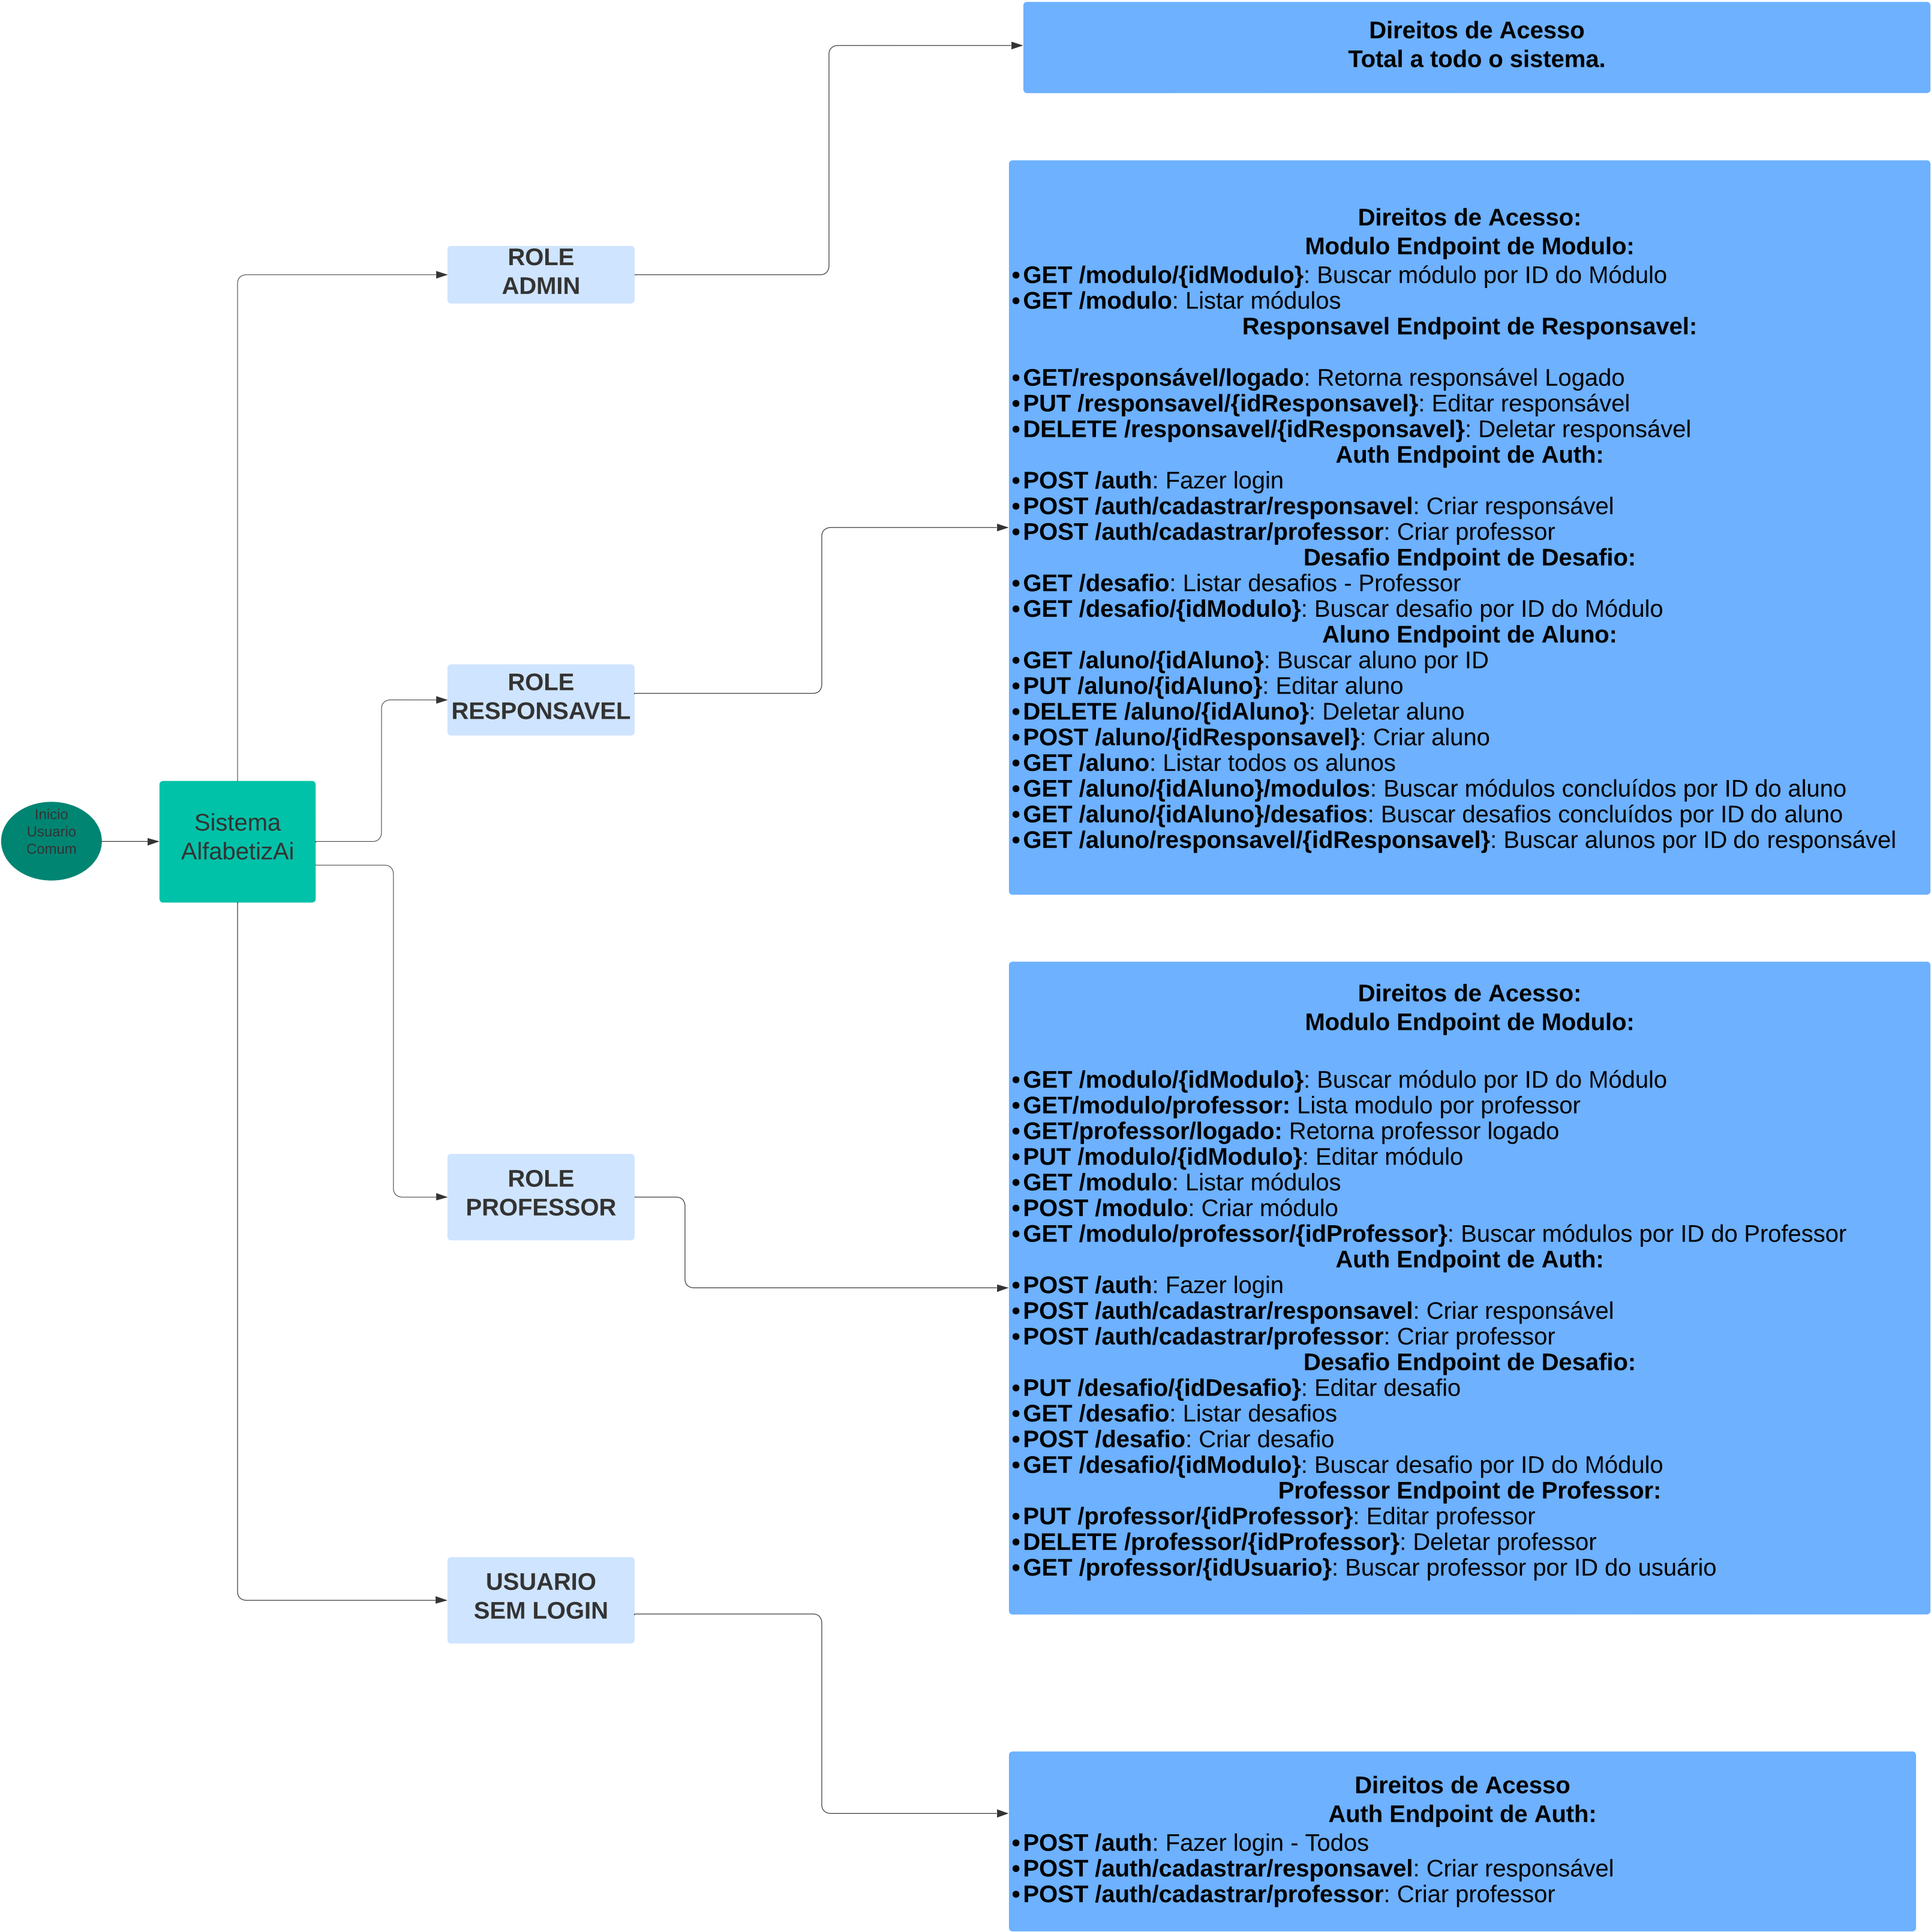 Inicio
Usuario
Comum
Sistema
AlfabetizAi
ROLE
ADMIN
Direitos de Acesso
Total a todo o sistema.
ROLE
RESPONSAVEL
Direitos de Acesso:
Modulo Endpoint de Modulo:
•GET /modulo/{idModulo}: Buscar módulo por ID do Módulo
•GET /modulo: Listar módulos
Responsavel Endpoint de Responsavel:
•GET/responsável/logado: Retorna responsável Logado
•PUT /responsavel/{idResponsavel}: Editar responsável
•DELETE /responsavel/{idResponsavel}: Deletar responsável
Auth Endpoint de Auth:
•POST /auth: Fazer login
•POST /auth/cadastrar/responsavel: Criar responsável
•POST /auth/cadastrar/professor: Criar professor
Desafio Endpoint de Desafio:
•GET /desafio: Listar desafios - Professor
•GET /desafio/{idModulo}: Buscar desafio por ID do Módulo
Aluno Endpoint de Aluno:
•GET /aluno/{idAluno}: Buscar aluno por ID
•PUT /aluno/{idAluno}: Editar aluno
•DELETE /aluno/{idAluno}: Deletar aluno
•POST /aluno/{idResponsavel}: Criar aluno
•GET /aluno: Listar todos os alunos
•GET /aluno/{idAluno}/modulos: Buscar módulos concluídos por ID do aluno
•GET /aluno/{idAluno}/desafios: Buscar desafios concluídos por ID do aluno
•GET /aluno/responsavel/{idResponsavel}: Buscar alunos por ID do responsável
ROLE
PROFESSOR
Direitos de Acesso:
Modulo Endpoint de Modulo:
•GET /modulo/{idModulo}: Buscar módulo por ID do Módulo
•GET/modulo/professor: Lista modulo por professor
•GET/professor/logado: Retorna professor logado
•PUT /modulo/{idModulo}: Editar módulo
•GET /modulo: Listar módulos
•POST /modulo: Criar módulo
•GET /modulo/professor/{idProfessor}: Buscar módulos por ID do Professor
Auth Endpoint de Auth:
•POST /auth: Fazer login
•POST /auth/cadastrar/responsavel: Criar responsável
•POST /auth/cadastrar/professor: Criar professor
Desafio Endpoint de Desafio:
•PUT /desafio/{idDesafio}: Editar desafio
•GET /desafio: Listar desafios
•POST /desafio: Criar desafio
•GET /desafio/{idModulo}: Buscar desafio por ID do Módulo
Professor Endpoint de Professor:
•PUT /professor/{idProfessor}: Editar professor
•DELETE /professor/{idProfessor}: Deletar professor
•GET /professor/{idUsuario}: Buscar professor por ID do usuário
USUARIO
SEM LOGIN
Direitos de Acesso
Auth Endpoint de Auth:
•POST /auth: Fazer login - Todos
•POST /auth/cadastrar/responsavel: Criar responsável
•POST /auth/cadastrar/professor: Criar professor